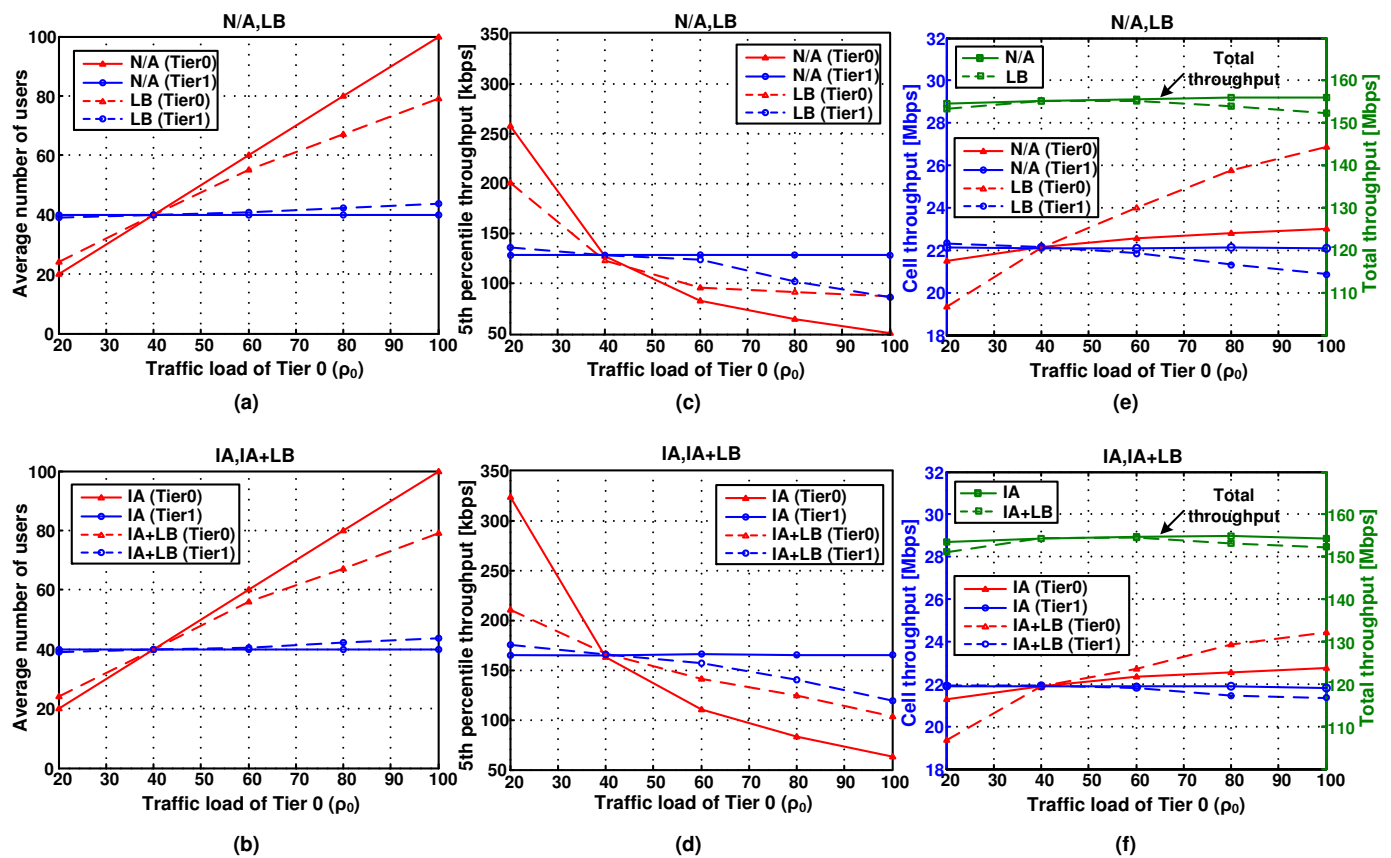 N/A,LB
100
80
60
40
20
0
Average number of users
N/A (Tier0)
N/A (Tier1)
LB (Tier0)
LB (Tier1)
20 30 40 50 60 70 80 90 100
Traffic load of Tier 0 (ρ0)
(a)
N/A,LB
350
300
250
200
150
100
50
5th percentile throughput [kbps]
N/A (Tier0)
N/A (Tier1)
LB (Tier0)
LB (Tier1)
20 30 40 50 60 70 80 90 100
Traffic load of Tier 0 (ρ0)
(c)
N/A,LB
32
30
28
26
24
22
20
18
Cell throughput [Mbps]
N/A
LB
Total
throughput
N/A (Tier0)
N/A (Tier1)
LB (Tier0)
LB (Tier1)
160
150
140
130
120
110
Total throughput [Mbps]
20 30 40 50 60 70 80 90 100
Traffic load of Tier 0 (ρ0)
(e)
IA,IA+LB
100
80
60
40
20
0
Average number of users
IA (Tier0)
IA (Tier1)
IA+LB (Tier0)
IA+LB (Tier1)
20 30 40 50 60 70 80 90 100
Traffic load of Tier 0 (ρ0)
(b)
IA,IA+LB
350
300
250
200
150
100
50
5th percentile throughput [kbps]
IA (Tier0)
IA (Tier1)
IA+LB (Tier0)
IA+LB (Tier1)
20 30 40 50 60 70 80 90 100
Traffic load of Tier 0 (ρ0)
(d)
IA,IA+LB
32
30
28
26
24
22
20
18
Cell throughput [Mbps]
IA
IA+LB
Total
throughput
IA (Tier0)
IA (Tier1)
IA+LB (Tier0)
IA+LB (Tier1)
160
150
140
130
120
110
Total throughput [Mbps]
20 30 40 50 60 70 80 90 100
Traffic load of Tier 0 (ρ0)
(f)